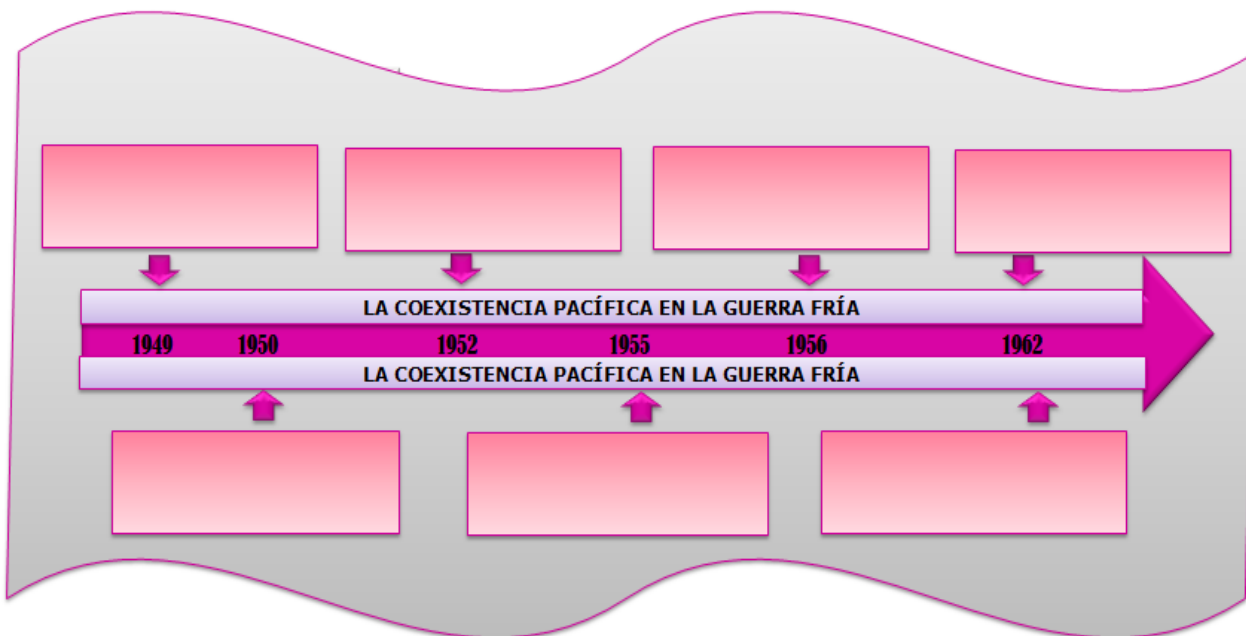 LA COEXISTENCIA PACÍFICA EN LA GUERRA FRÍA
1949 1950 1952 1955 1956 1962
LA COEXISTENCIA PACÍFICA EN LA GUERRA FRÍA